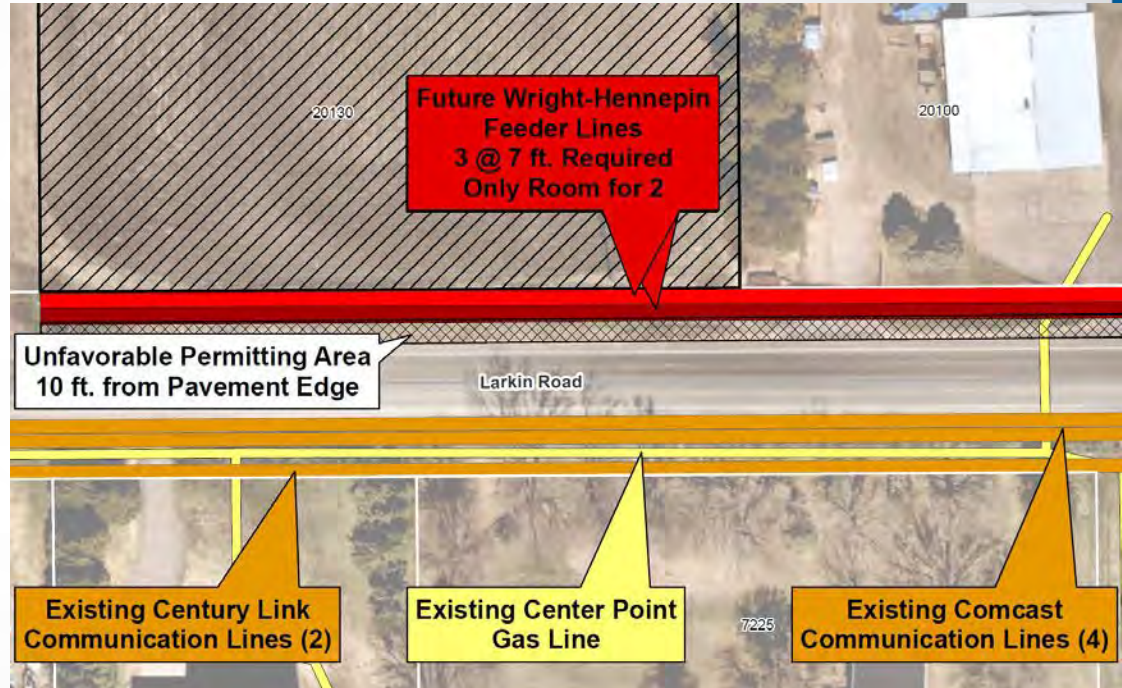 20130
Future Wright-Hennepin
Feeder Lines
3 @ 7 ft. Required
Only Room for 2
20100
Unfavorable Permitting Area
10 ft. from Pavement Edge
Larkin Road
Existing Century Link
Communication Lines (2)
Existing Center Point
Gas Line
7225
Existing Comcast
Communication Lines (4)